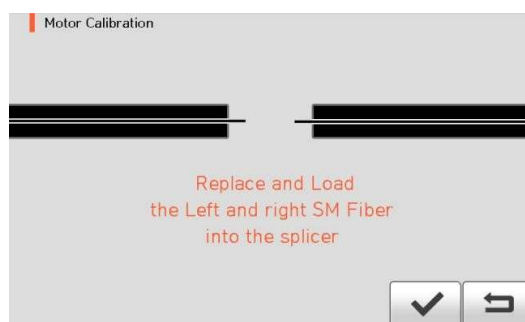 Motor Calibration
Replace and Load
the Left and right SM Fiber
into the splicer